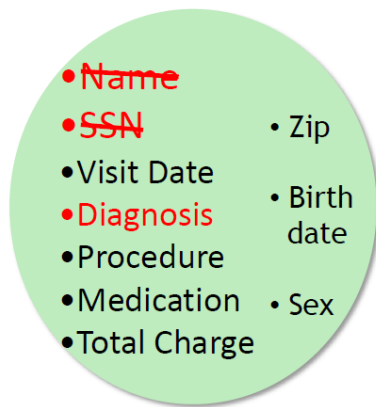 •Name
•SSN
•Visit Date
•Diagnosis
•Procedure
•Medication
•Total Charge
• Zip
• Birth
date
• Sex